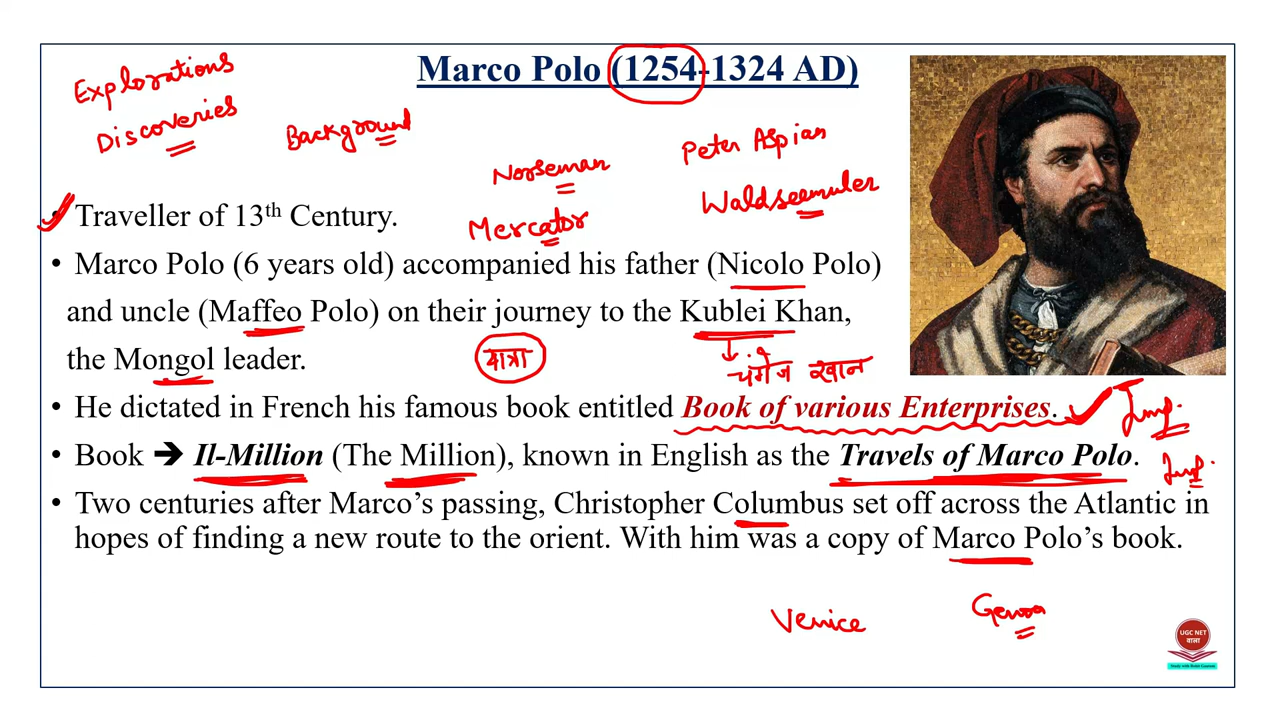 Marco Polo (1254-1324 AD)
Explorations
Discoveries
Background
Norseman
Peter Aspian
Mercator
Waldseemuler
Traveller of 13th Century.
• Marco Polo (6 years old) accompanied his father (Nicolo Polo)
and uncle (Maffeo Polo) on their journey to the Kublei Khan,
the Mongol leader.
यात्रा
चंगेज खान
• He dictated in French his famous book entitled Book of various Enterprises.
Imp.
• Book ➔ Il-Million (The Million), known in English as the Travels of Marco Polo.
Imp.
• Two centuries after Marco’s passing, Christopher Columbus set off across the Atlantic in
hopes of finding a new route to the orient. With him was a copy of Marco Polo’s book.
Venice
Genoa
UGC NET
वाला